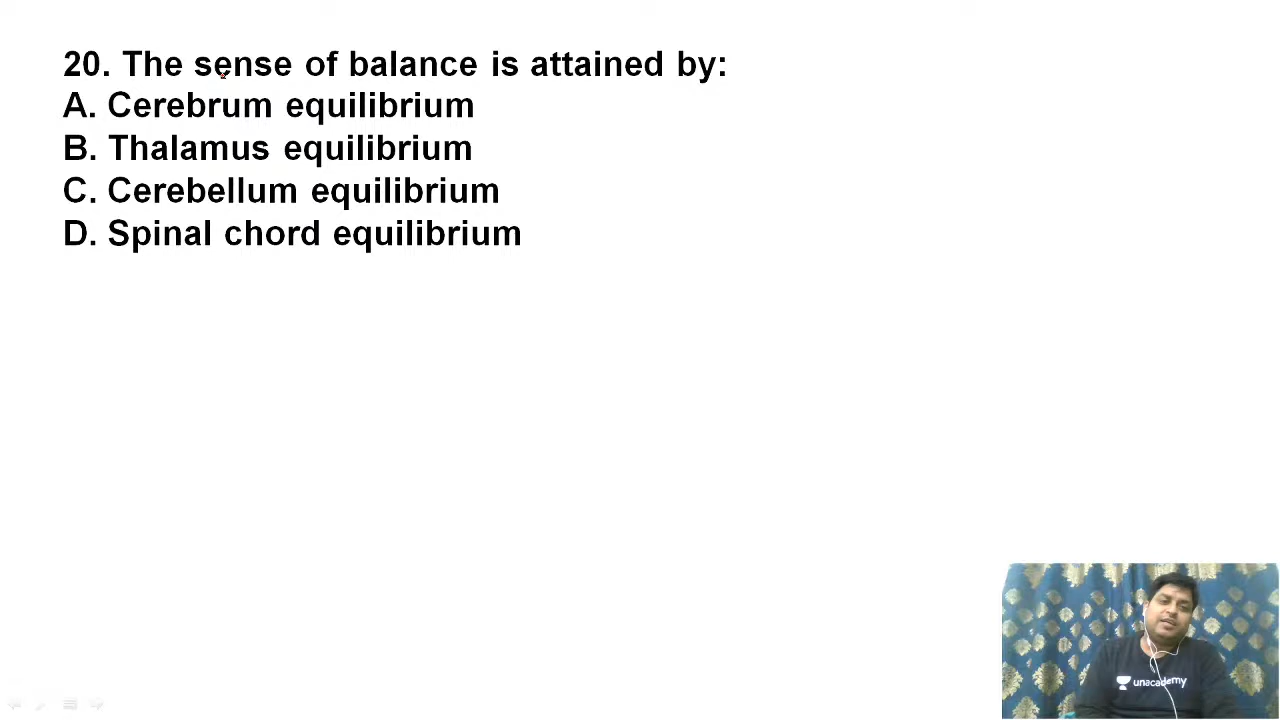 20. The sense of balance is attained by:
A. Cerebrum equilibrium
B. Thalamus equilibrium
C. Cerebellum equilibrium
D. Spinal chord equilibrium
unacademy